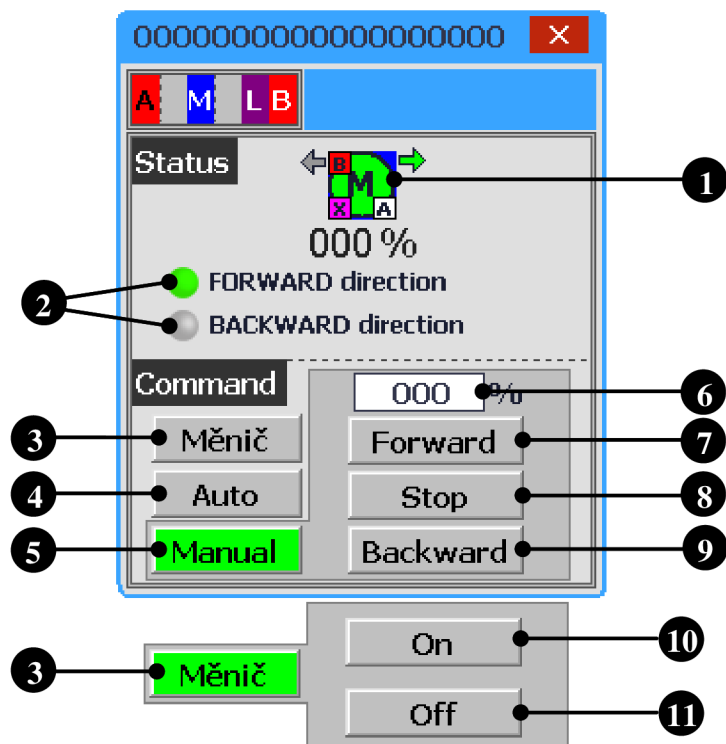 0000000000000000000 ×
A M L B
Status
B
M
X A
1
000 %
2
FORWARD direction
BACKWARD direction
Command
000 %
6
3
Měnič
Forward
7
4
Auto
Stop
8
5
Manual
Backward
9
On
10
3
Měnič
Off
11